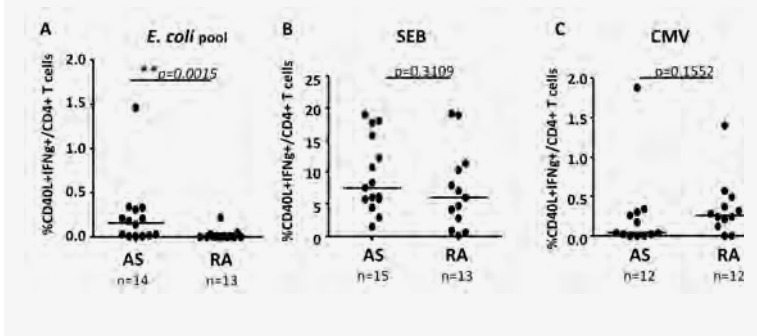 A
E. coli pool
%CD40L+IFNg+/CD4+ T cells
2.0
1.5
1.0
0.5
0.0
**p=0.0015
AS
RA
n=14
n=13
B
SEB
%CD40L+IFNg+/CD4+ T cells
25
20
15
10
5
0
p=0.3109
AS
RA
n=15
n=13
C
CMV
%CD40L+IFNg+/CD4+ T cells
2.0
1.5
1.0
0.5
0.0
p=0.1552
AS
RA
n=12
n=12